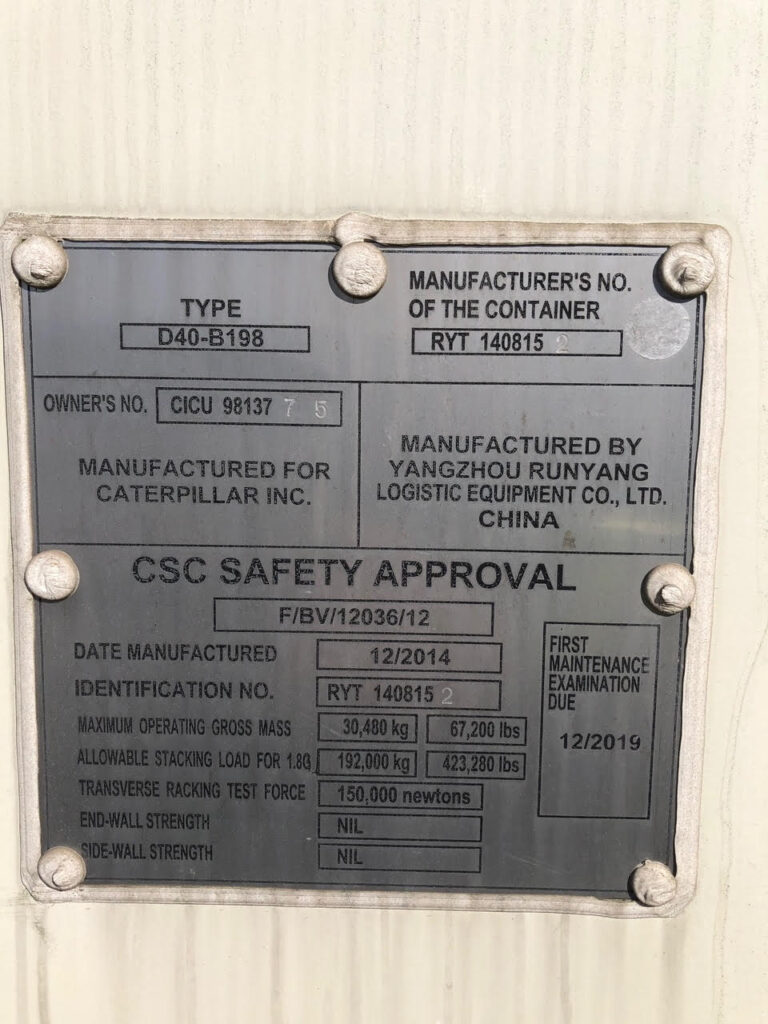 TYPE
D40-B198
MANUFACTURER'S NO.
OF THE CONTAINER
RYT 140815 2
OWNER'S NO. CICU 98137 7 5
MANUFACTURED FOR
CATERPILLAR INC.
MANUFACTURED BY
YANGZHOU RUNYANG
LOGISTIC EQUIPMENT CO., LTD.
CHINA
CSC SAFETY APPROVAL
F/BV/12036/12
DATE MANUFACTURED 12/2014
IDENTIFICATION NO. RYT 140815 2
MAXIMUM OPERATING GROSS MASS 30,480 kg 67,200 lbs
ALLOWABLE STACKING LOAD FOR 1.8G 192,000 kg 423,280 lbs
TRANSVERSE RACKING TEST FORCE 150,000 newtons
END-WALL STRENGTH NIL
SIDE-WALL STRENGTH NIL
FIRST
MAINTENANCE
EXAMINATION
DUE
12/2019